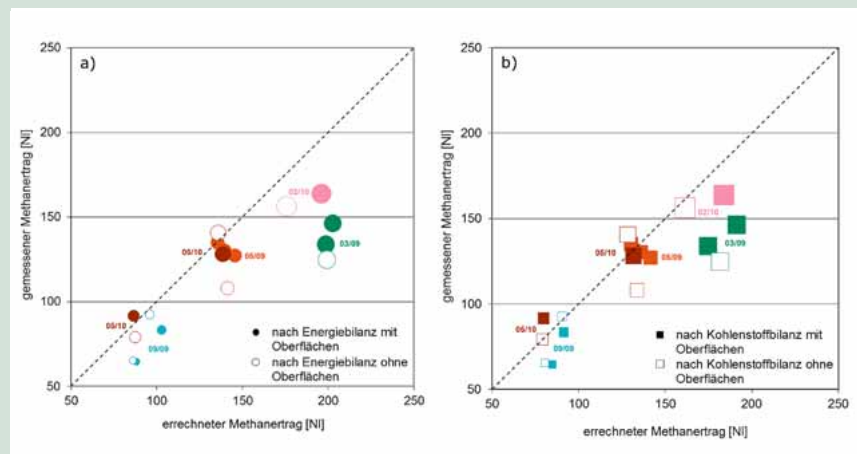 a)
250
200
150
100
50
gemessener Methanertrag [Nl]
02/10
05/10
05/09
03/09
05/10
09/09
nach Energiebilanz mit
Oberflächen
nach Energiebilanz ohne
Oberflächen
50
100
150
200
250
errechneter Methanertrag [Nl]
b)
250
200
150
100
50
gemessener Methanertrag [Nl]
02/10
05/10
05/09
03/09
05/10
09/09
nach Kohlenstoffbilanz mit
Oberflächen
nach Kohlenstoffbilanz ohne
Oberflächen
50
100
150
200
250
errechneter Methanertrag [Nl]